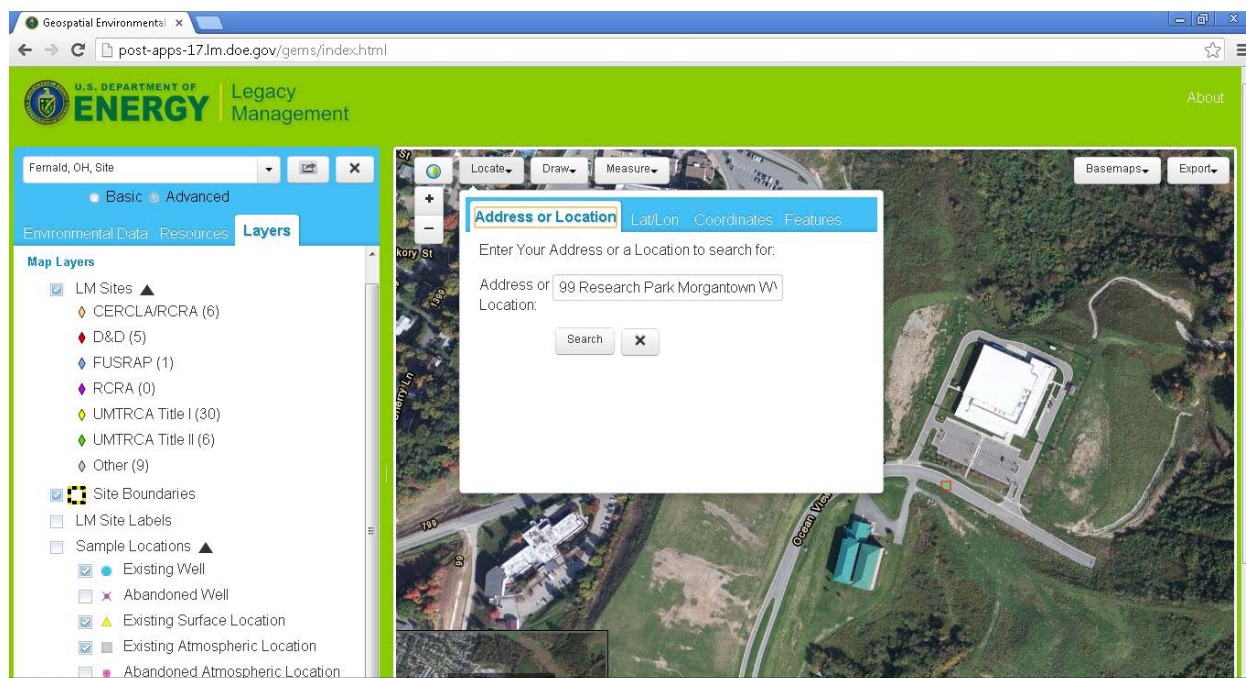 Geospatial Environmental
post-apps-17.lm.doe.gov/gems/index.html
U.S. DEPARTMENT OF
ENERGY
Legacy
Management
About
Fernald, OH, Site
Basic
Advanced
Environmental Data
Resources
Layers
Map Layers
LM Sites
CERCLA/RCRA (6)
D&D (5)
FUSRAP (1)
RCRA (0)
UMTRCA Title I (30)
UMTRCA Title II (6)
Other (9)
Site Boundaries
LM Site Labels
Sample Locations
Existing Well
Abandoned Well
Existing Surface Location
Existing Atmospheric Location
Abandoned Atmospheric Location
Locate
Draw
Measure
Basemaps
Export
Address or Location
Lat/Lon
Coordinates
Features
Enter Your Address or a Location to search for:
Address or
Location:
99 Research Park Morgantown WV
Search
St
1399
799
99